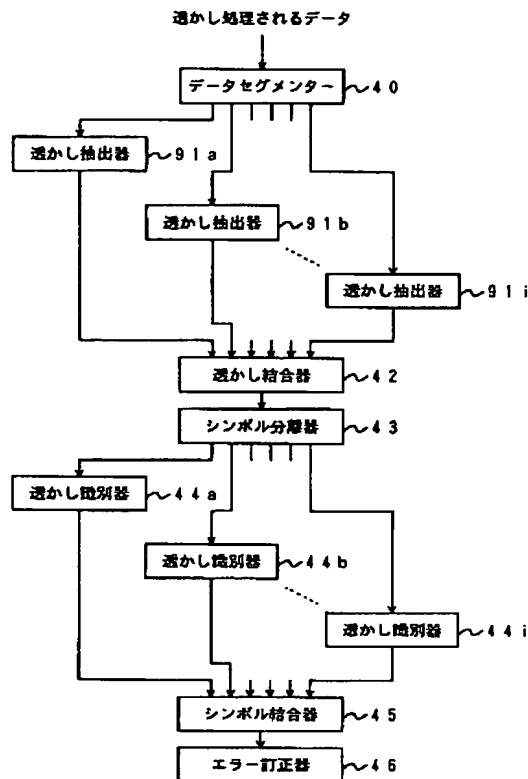 透かし処理されるデータ
データセグメンター 40
透かし抽出器 91a
透かし抽出器 91b
透かし抽出器 91i
透かし結合器 42
シンボル分離器 43
透かし識別器 44a
透かし識別器 44b
透かし識別器 44i
シンボル結合器 45
エラー訂正器 46